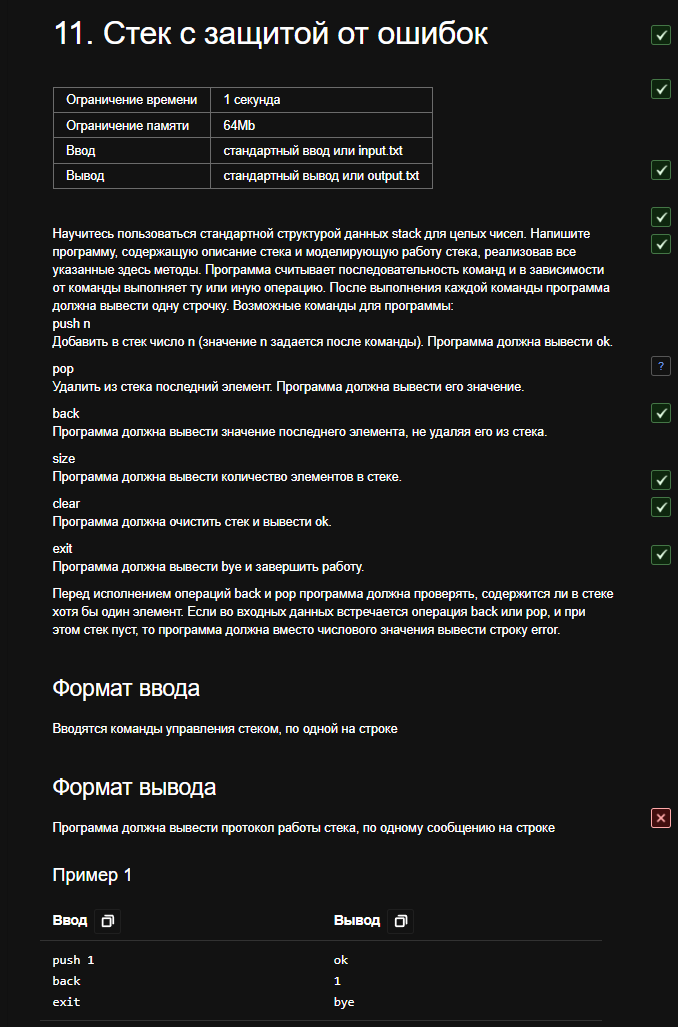 11. Стек с защитой от ошибок
Ограничение времени 1 секунда
Ограничение памяти 64Mb
Ввод стандартный ввод или input.txt
Вывод стандартный вывод или output.txt
Научитесь пользоваться стандартной структурой данных stack для целых чисел. Напишите
программу, содержащую описание стека и моделирующую работу стека, реализовав все
указанные здесь методы. Программа считывает последовательность команд и в зависимости
от команды выполняет ту или иную операцию. После выполнения каждой команды программа
должна вывести одну строчку. Возможные команды для программы:
push n
Добавить в стек число n (значение n задается после команды). Программа должна вывести ok.
pop
Удалить из стека последний элемент. Программа должна вывести его значение.
?
back
Программа должна вывести значение последнего элемента, не удаляя его из стека.
size
Программа должна вывести количество элементов в стеке.
clear
Программа должна очистить стек и вывести ok.
exit
Программа должна вывести bye и завершить работу.
Перед исполнением операций back и pop программа должна проверять, содержится ли в стеке
хотя бы один элемент. Если во входных данных встречается операция back или pop, и при
этом стек пуст, то программа должна вместо числового значения вывести строку error.
Формат ввода
Вводятся команды управления стеком, по одной на строке
Формат вывода
Программа должна вывести протокол работы стека, по одному сообщению на строке
Пример 1
Ввод Вывод
push 1 ok
back 1
exit bye